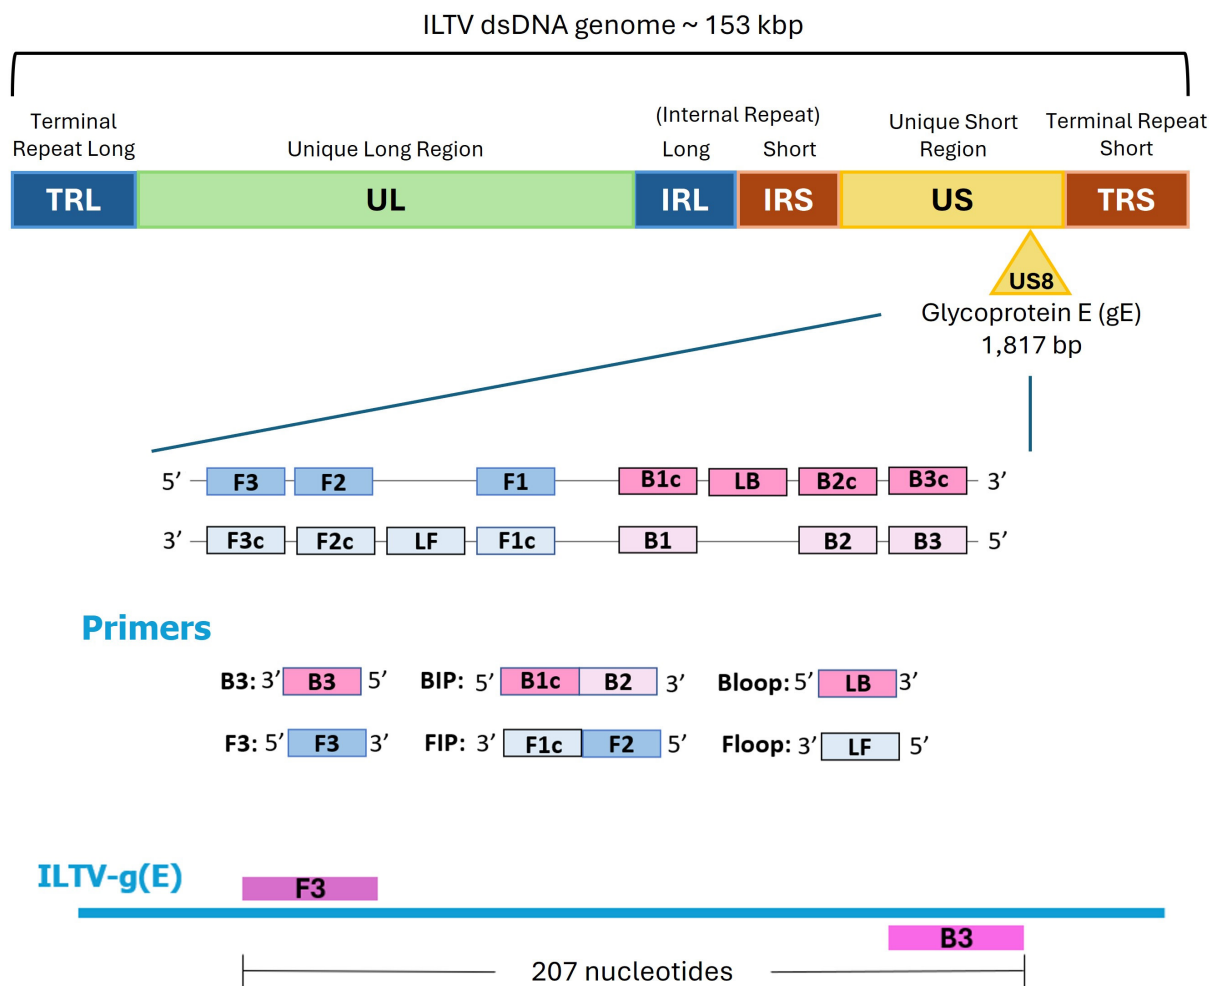 ILTV dsDNA genome ~ 153 kbp
(Internal Repeat)
Terminal Repeat Long
Unique Long Region
Long
Short
Unique Short Region
Terminal Repeat Short
TRL UL IRL IRS US TRS
US8
Glycoprotein E (gE)
1,817 bp
5′ F3 F2 F1 B1c LB B2c B3c 3′
3′ F3c F2c LF F1c B1 B2 B3 5′
Primers
B3: 3′ B3 5′ BIP: 5′ B1c B2 3′ Bloop: 5′ LB 3′
F3: 5′ F3 3′ FIP: 3′ F1c F2 5′ Floop: 3′ LF 5′
ILTV-g(E)
F3
B3
207 nucleotides